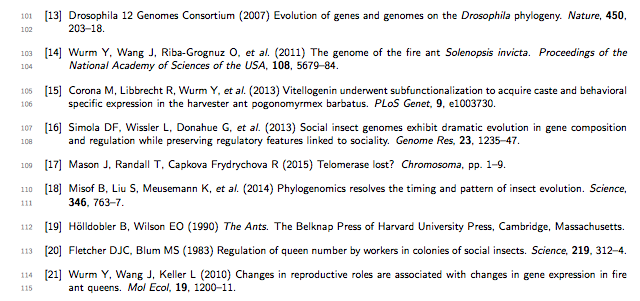 101 [13] Drosophila 12 Genomes Consortium (2007) Evolution of genes and genomes on the Drosophila phylogeny. Nature, 450,
102 203–18.
103 [14] Wurm Y, Wang J, Riba-Grognuz O, et al. (2011) The genome of the fire ant Solenopsis invicta. Proceedings of the
104 National Academy of Sciences of the USA, 108, 5679–84.
105 [15] Corona M, Libbrecht R, Wurm Y, et al. (2013) Vitellogenin underwent subfunctionalization to acquire caste and behavioral
106 specific expression in the harvester ant pogonomyrmex barbatus. PLoS Genet, 9, e1003730.
107 [16] Simola DF, Wissler L, Donahue G, et al. (2013) Social insect genomes exhibit dramatic evolution in gene composition
108 and regulation while preserving regulatory features linked to sociality. Genome Res, 23, 1235–47.
109 [17] Mason J, Randall T, Capkova Frydrychova R (2015) Telomerase lost? Chromosoma, pp. 1–9.
110 [18] Misof B, Liu S, Meusemann K, et al. (2014) Phylogenomics resolves the timing and pattern of insect evolution. Science,
111 346, 763–7.
112 [19] Hölldobler B, Wilson EO (1990) The Ants. The Belknap Press of Harvard University Press, Cambridge, Massachusetts.
113 [20] Fletcher DJC, Blum MS (1983) Regulation of queen number by workers in colonies of social insects. Science, 219, 312–4.
114 [21] Wurm Y, Wang J, Keller L (2010) Changes in reproductive roles are associated with changes in gene expression in fire
115 ant queens. Mol Ecol, 19, 1200–11.